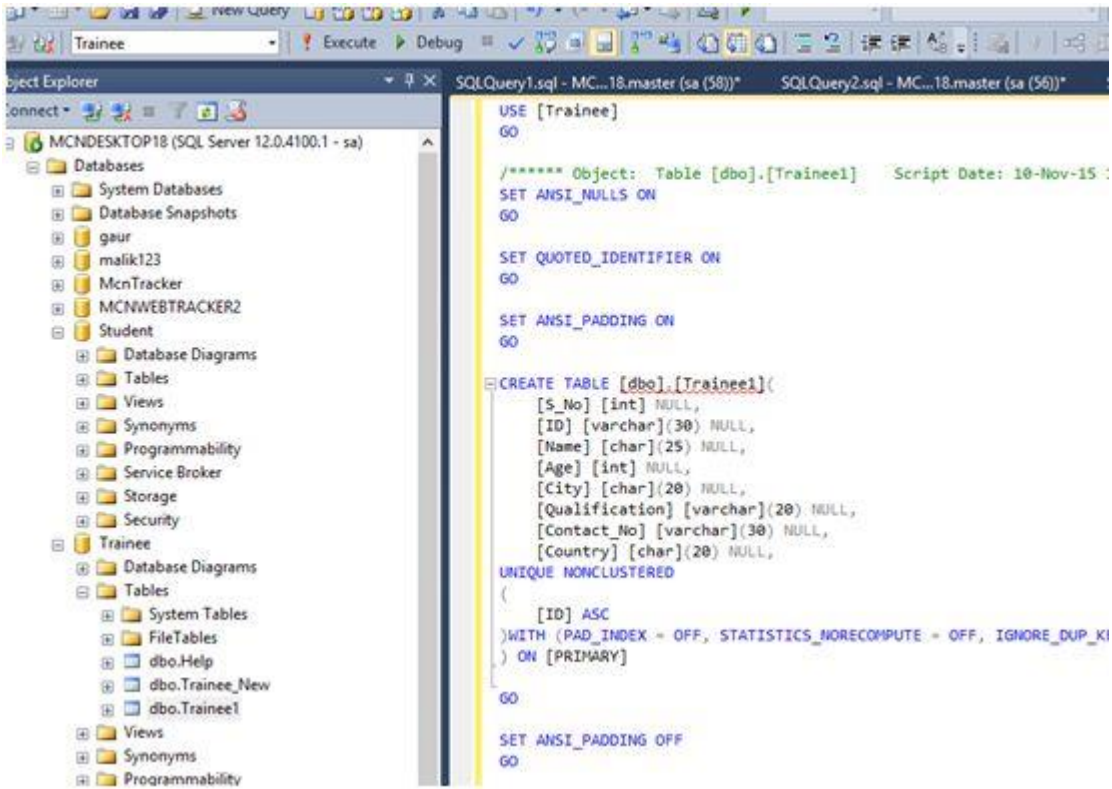 New Query
Trainee
Execute
Debug
bject Explorer
SQLQuery1.sql - MC...18.master (sa (58))*
SQLQuery2.sql - MC...18.master (sa (56))*
onnect
MCNDESKTOP18 (SQL Server 12.0.4100.1 - sa)
Databases
System Databases
Database Snapshots
gaur
malik123
McnTracker
MCNWEBTRACKER2
Student
Database Diagrams
Tables
Views
Synonyms
Programmability
Service Broker
Storage
Security
Trainee
Database Diagrams
Tables
System Tables
FileTables
dbo.Help
dbo.Trainee_New
dbo.Trainee1
Views
Synonyms
Programmability
USE [Trainee]
GO
/****** Object:  Table [dbo].[Trainee1]    Script Date: 10-Nov-15
SET ANSI_NULLS ON
GO
SET QUOTED_IDENTIFIER ON
GO
SET ANSI_PADDING ON
GO
CREATE TABLE [dbo].[Trainee1](
[S_No] [int] NULL,
[ID] [varchar](30) NULL,
[Name] [char](25) NULL,
[Age] [int] NULL,
[City] [char](20) NULL,
[Qualification] [varchar](20) NULL,
[Contact_No] [varchar](30) NULL,
[Country] [char](20) NULL,
UNIQUE NONCLUSTERED
(
[ID] ASC
)WITH (PAD_INDEX = OFF, STATISTICS_NORECOMPUTE = OFF, IGNORE_DUP_KE
) ON [PRIMARY]
GO
SET ANSI_PADDING OFF
GO